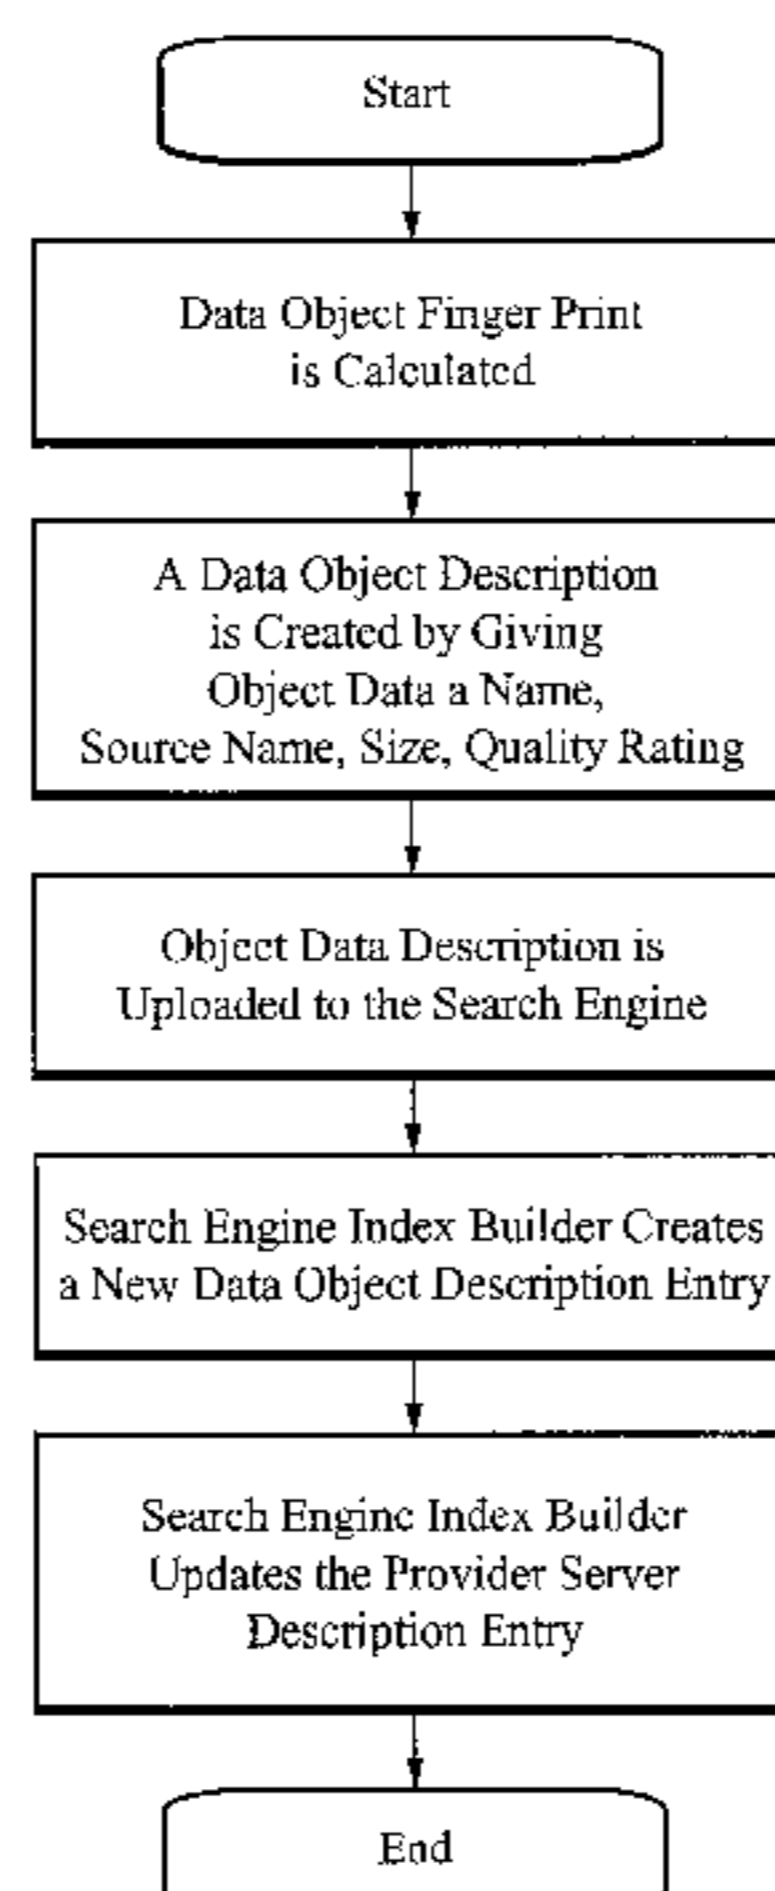 Start
Data Object Finger Print
is Calculated
A Data Object Description
is Created by Giving
Object Data a Name,
Source Name, Size, Quality Rating
Object Data Description is
Uploaded to the Search Engine
Search Engine Index Builder Creates
a New Data Object Description Entry
Search Engine Index Builder
Updates the Provider Server
Description Entry
End